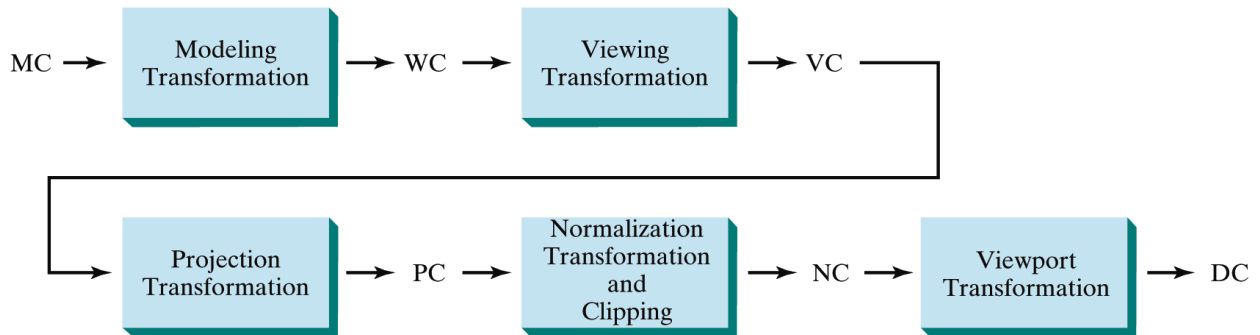 MC
Modeling
Transformation
WC
Viewing
Transformation
VC
Projection
Transformation
PC
Normalization
Transformation
and
Clipping
NC
Viewport
Transformation
DC